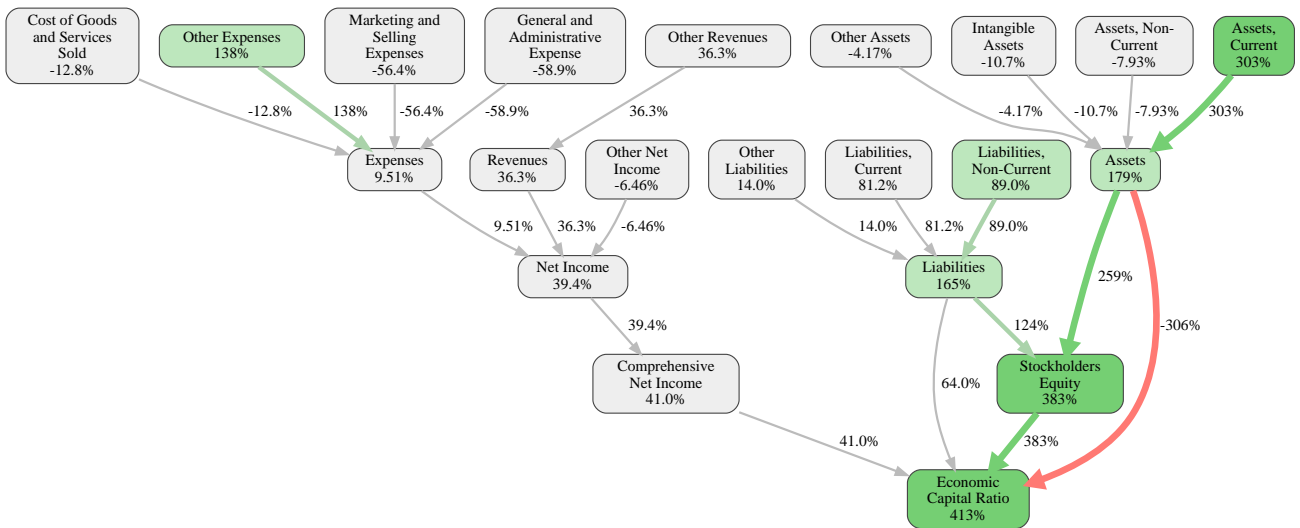 Cost of Goods
and Services
Sold
-12.8%
Other Expenses
138%
Marketing and
Selling
Expenses
-56.4%
General and
Administrative
Expense
-58.9%
Other Revenues
36.3%
Other Assets
-4.17%
Intangible
Assets
-10.7%
Assets, Non-
Current
-7.93%
Assets,
Current
303%
-12.8%
138%
-56.4%
-58.9%
36.3%
-4.17%
-10.7%
-7.93%
303%
Expenses
9.51%
Revenues
36.3%
Other Net
Income
-6.46%
Other
Liabilities
14.0%
Liabilities,
Current
81.2%
Liabilities,
Non-Current
89.0%
Assets
179%
9.51%
36.3%
-6.46%
14.0%
81.2%
89.0%
Net Income
39.4%
Liabilities
165%
259%
39.4%
124%
-306%
Comprehensive
Net Income
41.0%
64.0%
Stockholders
Equity
383%
41.0%
383%
Economic
Capital Ratio
413%